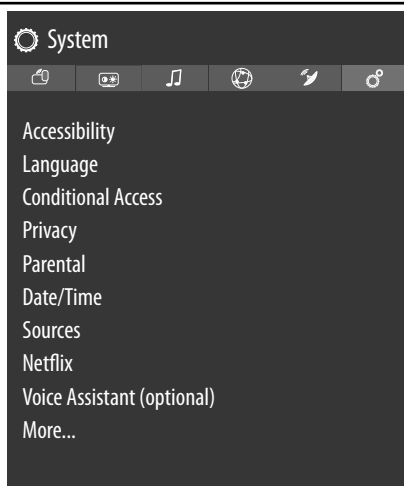 System
Accessibility
Language
Conditional Access
Privacy
Parental
Date/Time
Sources
Netflix
Voice Assistant (optional)
More...